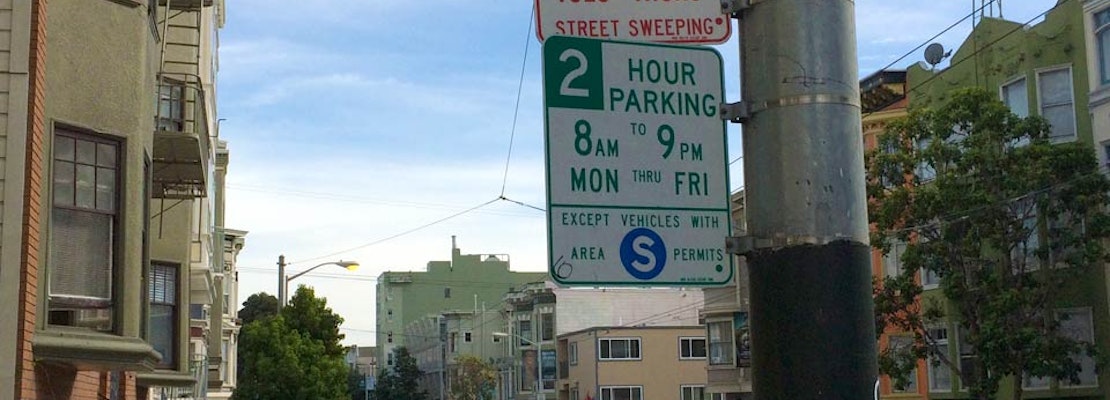 STREET SWEEPING
2 HOUR
PARKING
8AM TO 9PM
MON THRU FRI
EXCEPT VEHICLES WITH
AREA S PERMITS